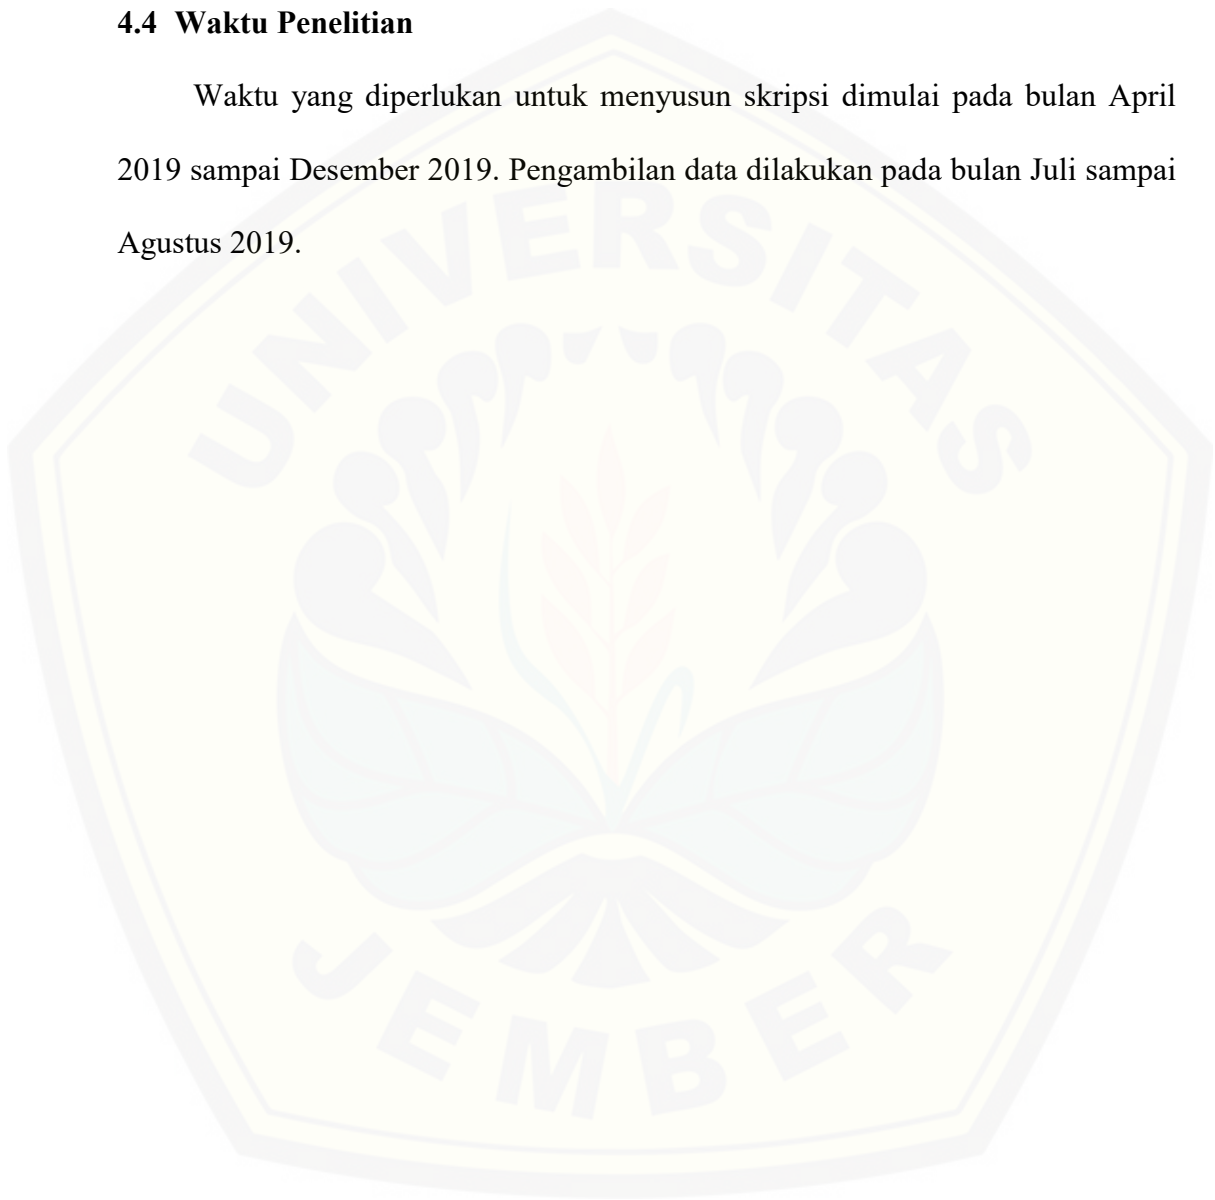 4.4 Waktu Penelitian
Waktu yang diperlukan untuk menyusun skripsi dimulai pada bulan April
2019 sampai Desember 2019. Pengambilan data dilakukan pada bulan Juli sampai
Agustus 2019.
UNIVERSITAS
JEMBER